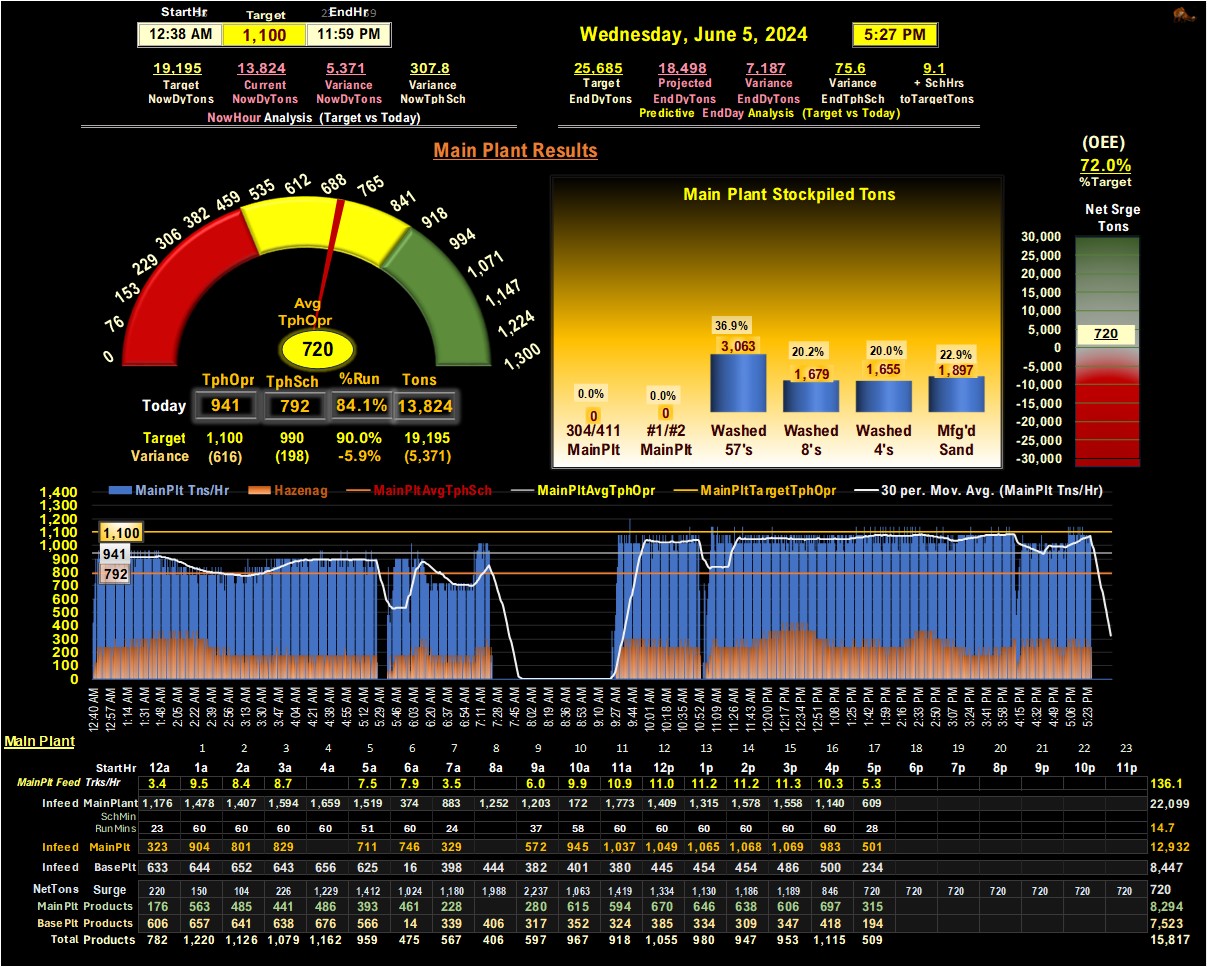 StartHr Target EndHr
12:38 AM 1,100 11:59 PM
Wednesday, June 5, 2024 5:27 PM
19,195 13,824 5,371 307.8
Target Current Variance Variance
NowDyTons NowDyTons NowDyTons NowTphSch
NowHour Analysis (Target vs Today)
25,685 18,498 7,187 75.6 9.1
Target Projected Variance Variance + SchHrs
EndDyTons EndDyTons EndDyTons EndTphSch toTargetTons
Predictive EndDay Analysis (Target vs Today)
Main Plant Results
(OEE)
72.0%
%Target
0 76 153 229 306 382 459 535 612 688 765 841 918 994 1,071 1,147 1,224 1,300
Avg
TphOpr
720
TphOpr TphSch %Run Tons
Today 941 792 84.1% 13,824
Target 1,100 990 90.0% 19,195
Variance (616) (198) -5.9% (5,371)
Main Plant Stockpiled Tons
0.0% 0.0% 36.9% 20.2% 20.0% 22.9%
0 0 3,063 1,679 1,655 1,897
304/411 #1/#2 Washed Washed Washed Mfg'd
MainPlt MainPlt 57's 8's 4's Sand
Net Srge
Tons
30,000
25,000
20,000
15,000
10,000
5,000
720
0
-5,000
-10,000
-15,000
-20,000
-25,000
-30,000
MainPlt Tns/Hr Hazenag MainPltAvgTphSch MainPltAvgTphOpr MainPltTargetTphOpr 30 per. Mov. Avg. (MainPlt Tns/Hr)
1,400
1,300
1,200
1,100
1,000
900
800
700
600
500
400
300
200
100
0
1,100
941
792
12:40 AM 12:57 AM 1:14 AM 1:31 AM 1:48 AM 2:05 AM 2:22 AM 2:39 AM 2:56 AM 3:13 AM 3:30 AM 3:47 AM 4:04 AM 4:21 AM 4:38 AM 4:55 AM 5:12 AM 5:29 AM 5:46 AM 6:03 AM 6:20 AM 6:37 AM 6:54 AM 7:11 AM 7:28 AM 7:45 AM 8:02 AM 8:19 AM 8:36 AM 8:53 AM 9:10 AM 9:27 AM 9:44 AM 10:01 AM 10:18 AM 10:35 AM 10:52 AM 11:09 AM 11:26 AM 11:43 AM 12:00 PM 12:17 PM 12:34 PM 12:51 PM 1:08 PM 1:25 PM 1:42 PM 1:59 PM 2:16 PM 2:33 PM 2:50 PM 3:07 PM 3:24 PM 3:41 PM 3:58 PM 4:15 PM 4:32 PM 4:49 PM 5:06 PM 5:23 PM
Main Plant
1 2 3 4 5 6 7 8 9 10 11 12 13 14 15 16 17 18 19 20 21 22 23
StartHr 12a 1a 2a 3a 4a 5a 6a 7a 8a 9a 10a 11a 12p 1p 2p 3p 4p 5p 6p 7p 8p 9p 10p 11p
MainPlt Feed Trks/Hr 3.4 9.5 8.4 8.7 7.5 7.9 3.5 6.0 9.9 10.9 11.0 11.2 11.2 11.3 10.3 5.3 136.1
Infeed MainPlant 1,176 1,478 1,407 1,594 1,659 1,519 374 883 1,252 1,203 172 1,773 1,409 1,315 1,578 1,558 1,140 609 22,099
SchMin
RunMins 23 60 60 60 60 51 60 24 37 58 60 60 60 60 60 60 28 14.7
Infeed MainPlt 323 904 801 829 711 746 329 572 945 1,037 1,049 1,065 1,068 1,069 983 501 12,932
Infeed BasePlt 633 644 652 643 656 625 16 398 444 382 401 380 445 454 454 486 500 234 8,447
NetTons Surge 220 150 104 226 1,229 1,412 1,024 1,180 1,988 2,237 1,063 1,419 1,334 1,130 1,186 1,189 846 720 720 720 720 720 720 720 720
MainPlt Products 176 563 485 441 486 393 461 228 280 615 594 670 646 638 606 697 315 8,294
BasePlt Products 606 657 641 638 676 566 14 339 406 317 352 324 385 334 309 347 418 194 7,523
Total Products 782 1,220 1,126 1,079 1,162 959 475 567 406 597 967 918 1,055 980 947 953 1,115 509 15,817